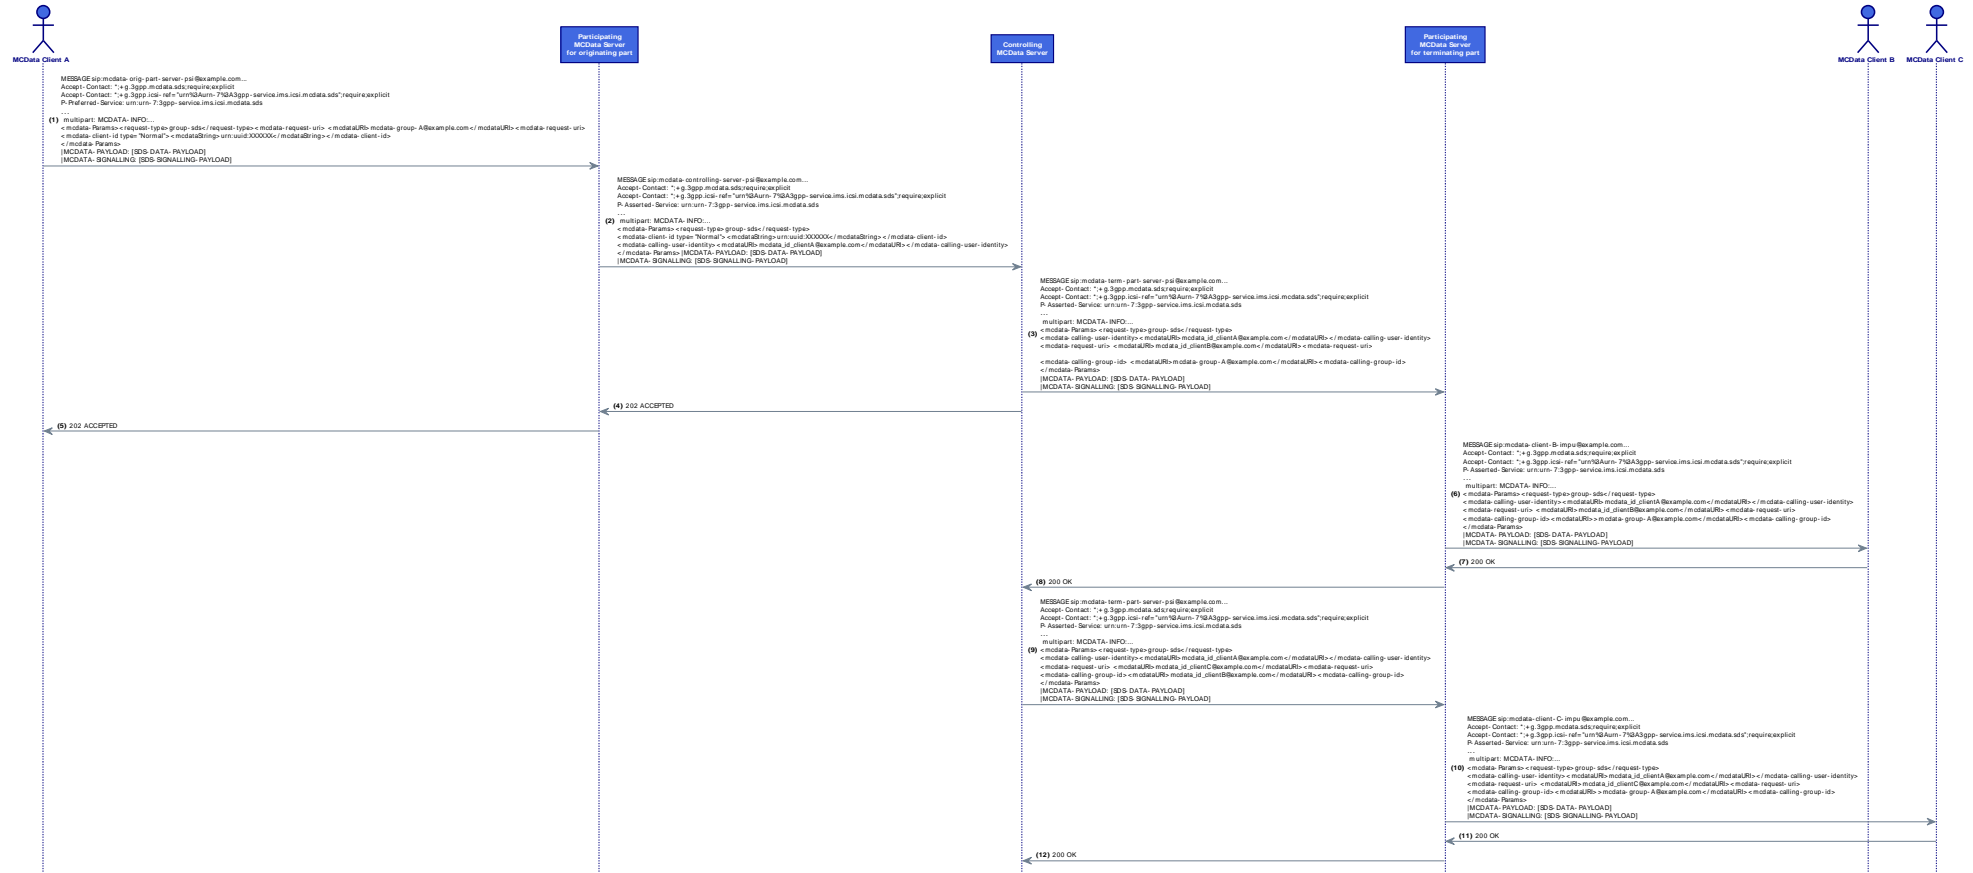 MCData Client A
Participating
MCData Server
for originating part
Controlling
MCData Server
Participating
MCData Server
for terminating part
MCData Client B
MCData Client C
MESSAGE sip:mcdata-orig-part-server-psi@example.com...
Accept-Contact: *;+g.3gpp.mcdata.sds;require;explicit
Accept-Contact: *;+g.3gpp.icsi-ref="urn%3Aurn-7%3A3gpp-service.ims.icsi.mcdata.sds";require;explicit
P-Preferred-Service: urn:urn-7:3gpp-service.ims.icsi.mcdata.sds
...
(1) multipart: MCDATA-INFO:...
<mcdata-Params><request-type>group-sds</request-type><mcdata-request-uri> <mcdataURI>mcdata-group-A@example.com</mcdataURI><mcdata-request-uri>
<mcdata-client-id type="Normal"><mcdataString>urn:uuid:XXXXXX</mcdataString></mcdata-client-id>
</mcdata-Params>
|MCDATA-PAYLOAD: [SDS-DATA-PAYLOAD]
|MCDATA-SIGNALLING: [SDS-SIGNALLING-PAYLOAD]
MESSAGE sip:mcdata-controlling-server-psi@example.com...
Accept-Contact: *;+g.3gpp.mcdata.sds;require;explicit
Accept-Contact: *;+g.3gpp.icsi-ref="urn%3Aurn-7%3A3gpp-service.ims.icsi.mcdata.sds";require;explicit
P-Asserted-Service: urn:urn-7:3gpp-service.ims.icsi.mcdata.sds
...
(2) multipart: MCDATA-INFO:...
<mcdata-Params><request-type>group-sds</request-type>
<mcdata-client-id type="Normal"><mcdataString>urn:uuid:XXXXXX</mcdataString></mcdata-client-id>
<mcdata-calling-user-identity><mcdataURI>mcdata_id_clientA@example.com</mcdataURI></mcdata-calling-user-identity>
</mcdata-Params>|MCDATA-PAYLOAD: [SDS-DATA-PAYLOAD]
|MCDATA-SIGNALLING: [SDS-SIGNALLING-PAYLOAD]
MESSAGE sip:mcdata-term-part-server-psi@example.com...
Accept-Contact: *;+g.3gpp.mcdata.sds;require;explicit
Accept-Contact: *;+g.3gpp.icsi-ref="urn%3Aurn-7%3A3gpp-service.ims.icsi.mcdata.sds";require;explicit
P-Asserted-Service: urn:urn-7:3gpp-service.ims.icsi.mcdata.sds
...
multipart: MCDATA-INFO:...
(3) <mcdata-Params><request-type>group-sds</request-type>
<mcdata-calling-user-identity><mcdataURI>mcdata_id_clientA@example.com</mcdataURI></mcdata-calling-user-identity>
<mcdata-request-uri> <mcdataURI>mcdata_id_clientB@example.com</mcdataURI><mcdata-request-uri>
<mcdata-calling-group-id> <mcdataURI>mcdata-group-A@example.com</mcdataURI><mcdata-calling-group-id>
</mcdata-Params>
|MCDATA-PAYLOAD: [SDS-DATA-PAYLOAD]
|MCDATA-SIGNALLING: [SDS-SIGNALLING-PAYLOAD]
(4) 202 ACCEPTED
(5) 202 ACCEPTED
MESSAGE sip:mcdata-client-B-impu@example.com...
Accept-Contact: *;+g.3gpp.mcdata.sds;require;explicit
Accept-Contact: *;+g.3gpp.icsi-ref="urn%3Aurn-7%3A3gpp-service.ims.icsi.mcdata.sds";require;explicit
P-Asserted-Service: urn:urn-7:3gpp-service.ims.icsi.mcdata.sds
...
multipart: MCDATA-INFO:...
(6) <mcdata-Params><request-type>group-sds</request-type>
<mcdata-calling-user-identity><mcdataURI>mcdata_id_clientA@example.com</mcdataURI></mcdata-calling-user-identity>
<mcdata-request-uri> <mcdataURI>mcdata_id_clientB@example.com</mcdataURI><mcdata-request-uri>
<mcdata-calling-group-id><mcdataURI>>mcdata-group-A@example.com</mcdataURI><mcdata-calling-group-id>
</mcdata-Params>
|MCDATA-PAYLOAD: [SDS-DATA-PAYLOAD]
|MCDATA-SIGNALLING: [SDS-SIGNALLING-PAYLOAD]
(7) 200 OK
(8) 200 OK
MESSAGE sip:mcdata-term-part-server-psi@example.com...
Accept-Contact: *;+g.3gpp.mcdata.sds;require;explicit
Accept-Contact: *;+g.3gpp.icsi-ref="urn%3Aurn-7%3A3gpp-service.ims.icsi.mcdata.sds";require;explicit
P-Asserted-Service: urn:urn-7:3gpp-service.ims.icsi.mcdata.sds
...
multipart: MCDATA-INFO:...
(9) <mcdata-Params><request-type>group-sds</request-type>
<mcdata-calling-user-identity><mcdataURI>mcdata_id_clientA@example.com</mcdataURI></mcdata-calling-user-identity>
<mcdata-request-uri> <mcdataURI>mcdata_id_clientC@example.com</mcdataURI><mcdata-request-uri>
<mcdata-calling-group-id><mcdataURI>mcdata_id_clientB@example.com</mcdataURI><mcdata-calling-group-id>
</mcdata-Params>
|MCDATA-PAYLOAD: [SDS-DATA-PAYLOAD]
|MCDATA-SIGNALLING: [SDS-SIGNALLING-PAYLOAD]
MESSAGE sip:mcdata-client-C-impu@example.com...
Accept-Contact: *;+g.3gpp.mcdata.sds;require;explicit
Accept-Contact: *;+g.3gpp.icsi-ref="urn%3Aurn-7%3A3gpp-service.ims.icsi.mcdata.sds";require;explicit
P-Asserted-Service: urn:urn-7:3gpp-service.ims.icsi.mcdata.sds
...
multipart: MCDATA-INFO:...
(10) <mcdata-Params><request-type>group-sds</request-type>
<mcdata-calling-user-identity><mcdataURI>mcdata_id_clientA@example.com</mcdataURI></mcdata-calling-user-identity>
<mcdata-request-uri> <mcdataURI>mcdata_id_clientC@example.com</mcdataURI><mcdata-request-uri>
<mcdata-calling-group-id><mcdataURI>>mcdata-group-A@example.com</mcdataURI><mcdata-calling-group-id>
</mcdata-Params>
|MCDATA-PAYLOAD: [SDS-DATA-PAYLOAD]
|MCDATA-SIGNALLING: [SDS-SIGNALLING-PAYLOAD]
(11) 200 OK
(12) 200 OK